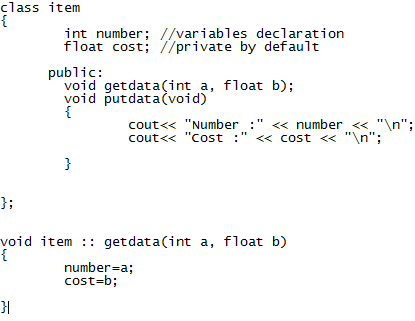 class item
{
        int number; //variables declaration
        float cost; //private by default
      public:
        void getdata(int a, float b);
        void putdata(void)
        {
                cout<< "Number :" << number << "\n";
                cout<< "Cost :" << cost << "\n";
        }
};
void item :: getdata(int a, float b)
{
        number=a;
        cost=b;
}